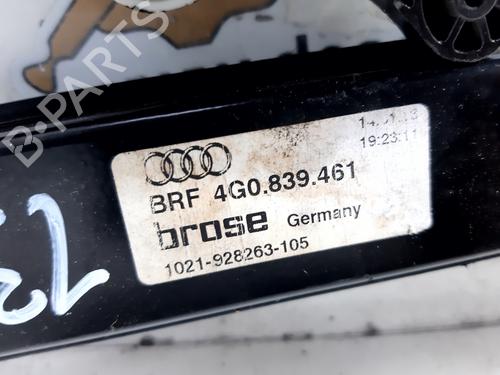 B-PARTS
BRF 4G0.839.461
19:23:11
brose Germany
1021-928263-105